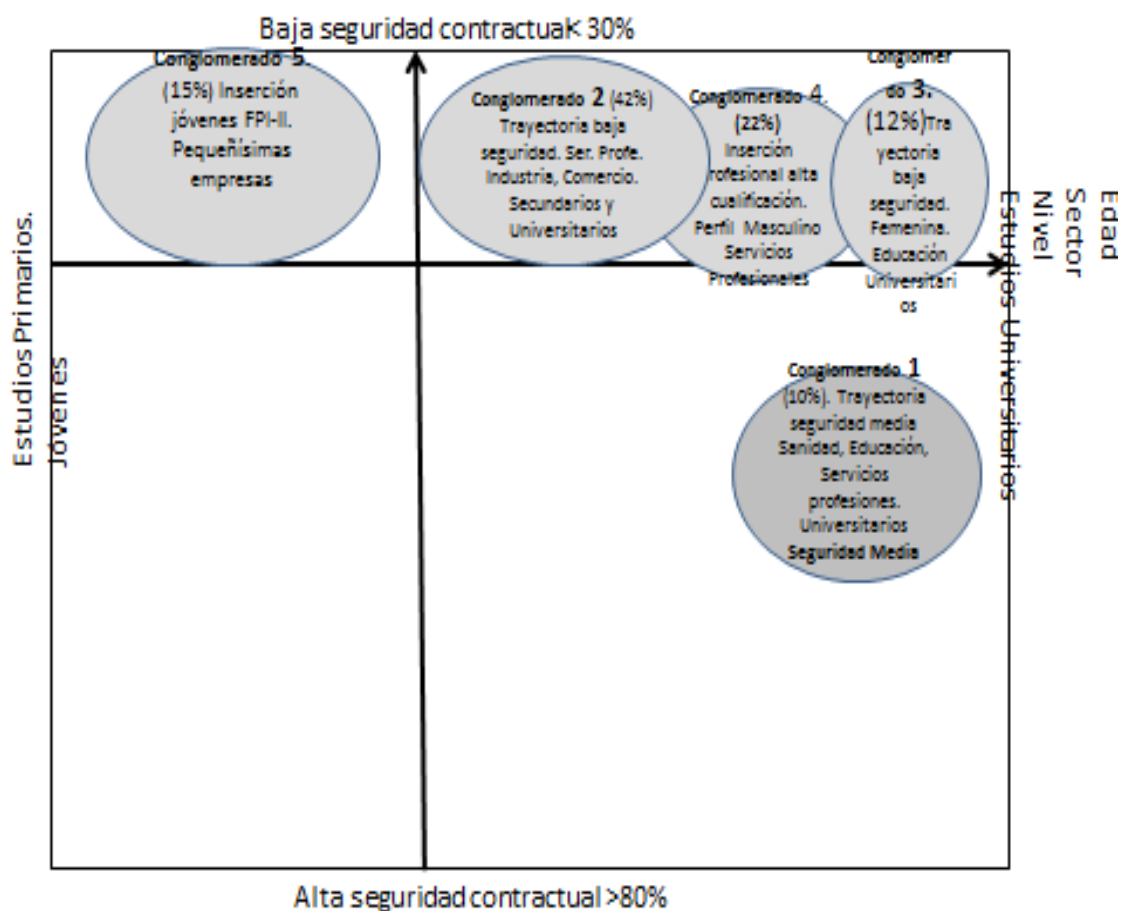 Baja seguridad contractual< 30%
Conglomerado 5.
(15%) Inserción
jóvenes FPI-II.
Pequeñísimas
empresas
Conglomerado 2 (42%)
Trayectoria baja
seguridad. Ser. Profe.
Industria, Comercio.
Secundarios y
Universitarios
Conglomerado 4.
(22%)
Inserción
profesional alta
cualificación.
Perfil Masculino
Servicios
Profesionales
Conglomer
do 3.
(12%)Tra
yectoria
baja
seguridad.
Femenina.
Educación
Universitari
os
Conglomerado 1
(10%). Trayectoria
seguridad media
Sanidad, Educación,
Servicios
profesiones.
Universitarios
Seguridad Media
Estudios Primarios.
Jóvenes
Edad
Sector
Nivel
Estudios Universitarios
Alta seguridad contractual >80%